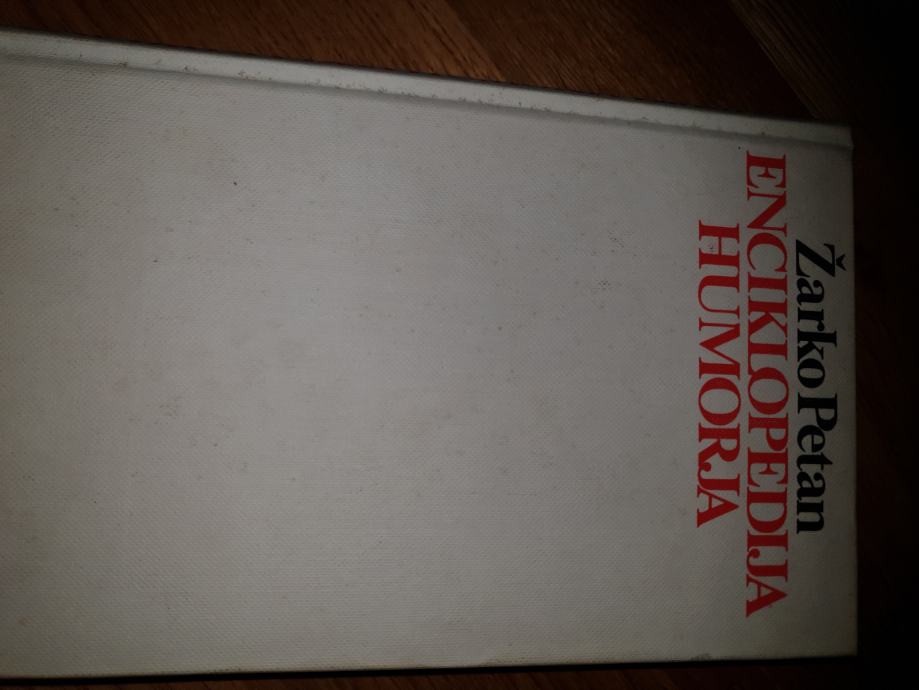 Žarko Petan
ENCIKLOPEDIJA
HUMORJA